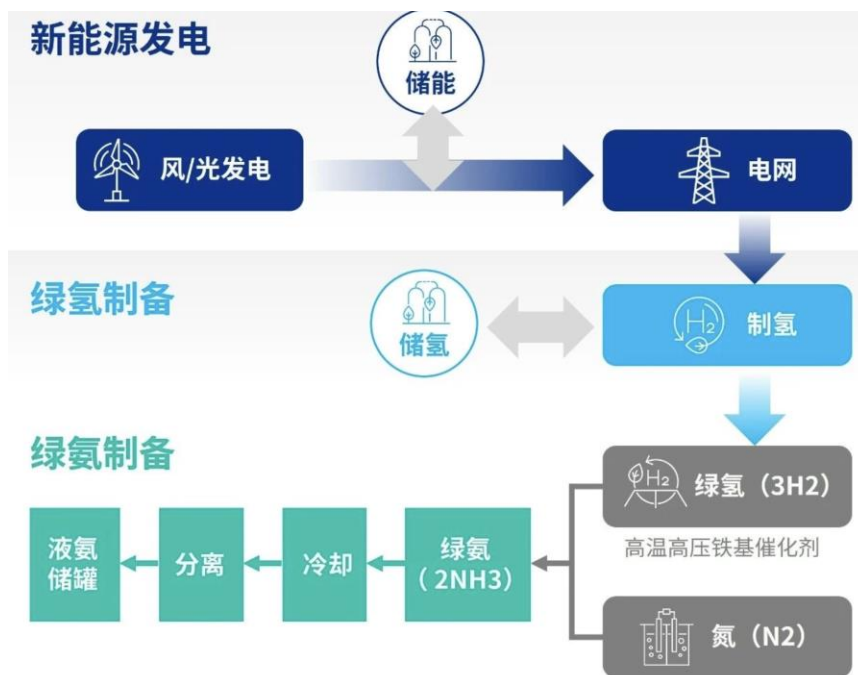 新能源发电
储能
风/光发电
电网
绿氢制备
储氢
H₂
制氢
绿氨制备
H₂
绿氢（3H2）
高温高压铁基催化剂
液氨
储罐
分离
冷却
绿氨
（2NH3）
氮（N2）